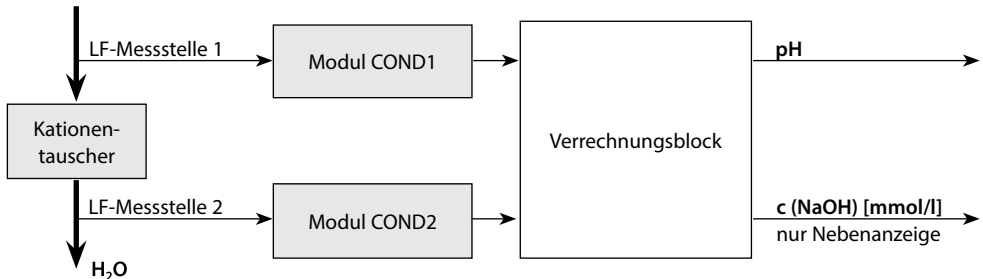 LF-Messstelle 1
Modul COND1
pH
Kationen-
tauscher
Verrechnungsblock
LF-Messstelle 2
Modul COND2
c (NaOH) [mmol/l]
nur Nebenanzeige
H₂O